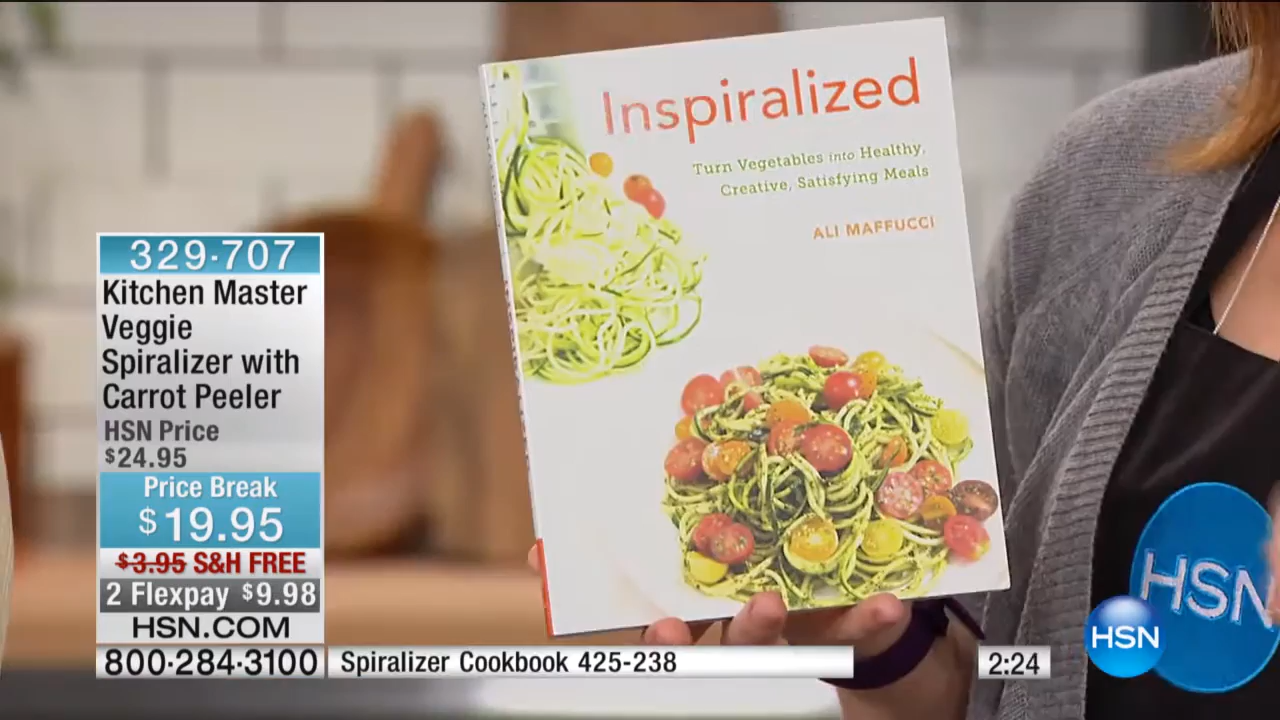 Inspiralized
Turn Vegetables into Healthy,
Creative, Satisfying Meals
ALI MAFFUCCI
329-707
Kitchen Master
Veggie
Spiralizer with
Carrot Peeler
HSN Price
$24.95
Price Break
$19.95
$3.95 S&H FREE
2 Flexpay $9.98
HSN.COM
800-284-3100
Spiralizer Cookbook 425-238
2:24
HSN
HSN